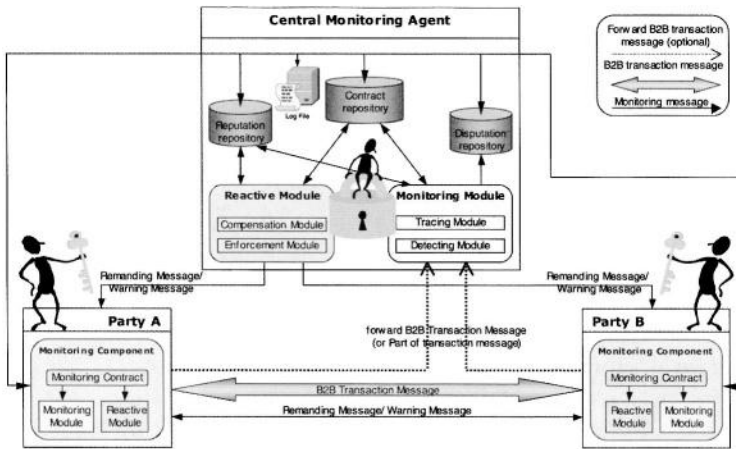 Central Monitoring Agent
Forward B2B transaction
message (optional)
B2B transaction message
Monitoring message
Log File
Contract
repository
Reputation
repository
Disputation
repository
Reactive Module
Compensation Module
Enforcement Module
Monitoring Module
Tracing Module
Detecting Module
Remanding Message/
Warning Message
Remanding Message/
Warning Message
Party A
Monitoring Component
Monitoring Contract
Monitoring
Module
Reactive
Module
forward B2B Transaction Message
(or Part of transaction message)
B2B Transaction Message
Remanding Message/ Warning Message
Party B
Monitoring Component
Monitoring Contract
Reactive
Module
Monitoring
Module